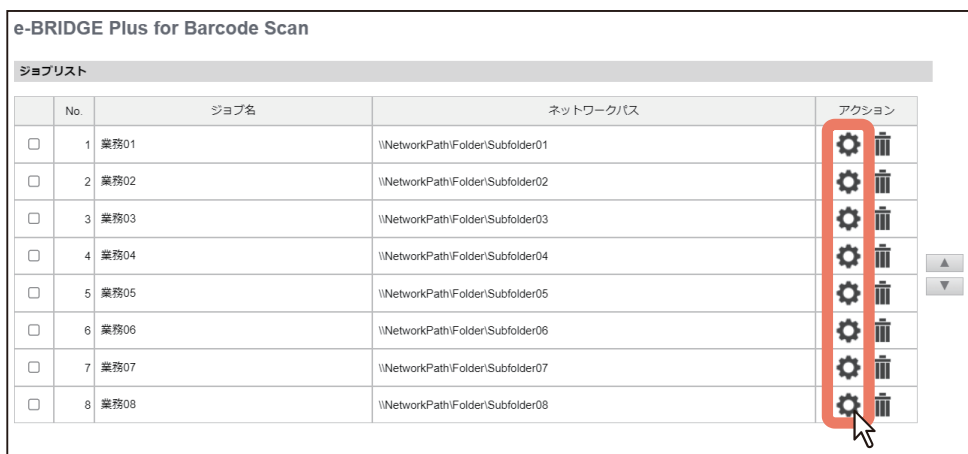 e-BRIDGE Plus for Barcode Scan
ジョブリスト
No. ジョブ名 ネットワークパス アクション
1 業務01 \\NetworkPath\Folder\Subfolder01
2 業務02 \\NetworkPath\Folder\Subfolder02
3 業務03 \\NetworkPath\Folder\Subfolder03
4 業務04 \\NetworkPath\Folder\Subfolder04
5 業務05 \\NetworkPath\Folder\Subfolder05
6 業務06 \\NetworkPath\Folder\Subfolder06
7 業務07 \\NetworkPath\Folder\Subfolder07
8 業務08 \\NetworkPath\Folder\Subfolder08